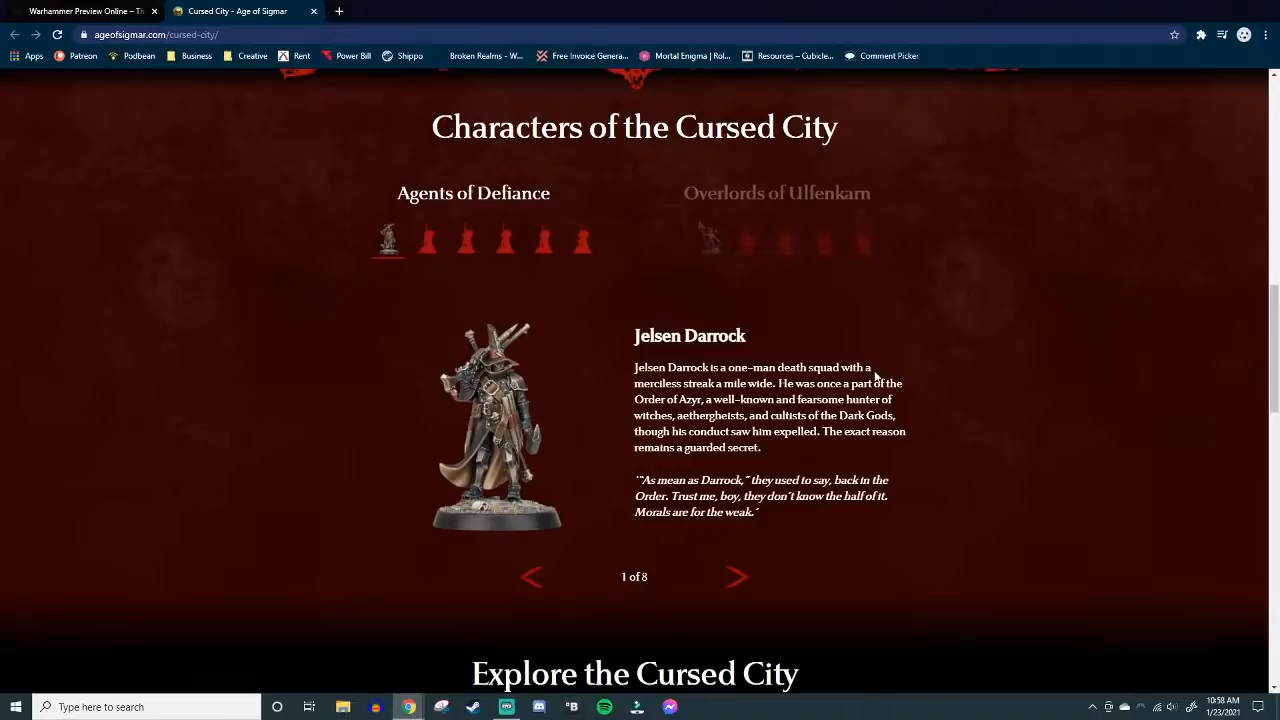 Warhammer Preview Online – Th
Cursed City - Age of Sigmar
ageofsigmar.com/cursed-city/
Apps Patreon Podbean Business Creative Rent Power Bill Shippo Broken Realms - W... Free Invoice Genera... Mortal Enigma | Rol... Resources – Cubicle... Comment Picker
Characters of the Cursed City
Agents of Defiance
Overlords of Ulfenkarn
Jelsen Darrock
Jelsen Darrock is a one-man death squad with a
merciless streak a mile wide. He was once a part of the
Order of Azyr, a well-known and fearsome hunter of
witches, aethergheists, and cultists of the Dark Gods,
though his conduct saw him expelled. The exact reason
remains a guarded secret.
'"As mean as Darrock," they used to say, back in the
Order. Trust me, boy, they don't know the half of it.
Morals are for the weak.'
1 of 8
Explore the Cursed City
Type here to search
10:58 AM
1/23/2021